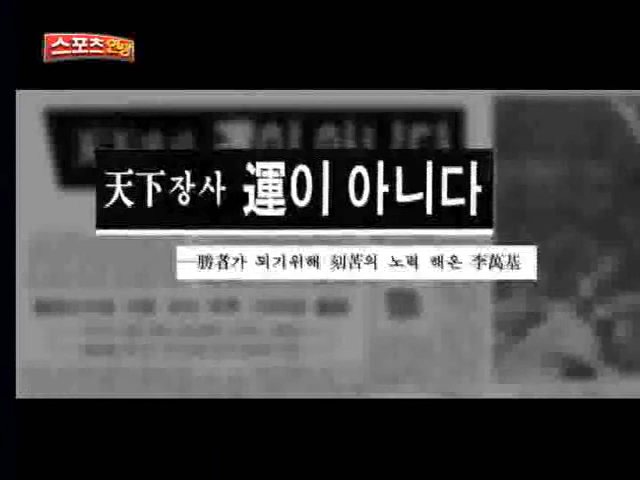 스포츠
天下장사 運이 아니다
—勝者가 되기위해 刻苦의 노력 해온 李萬基